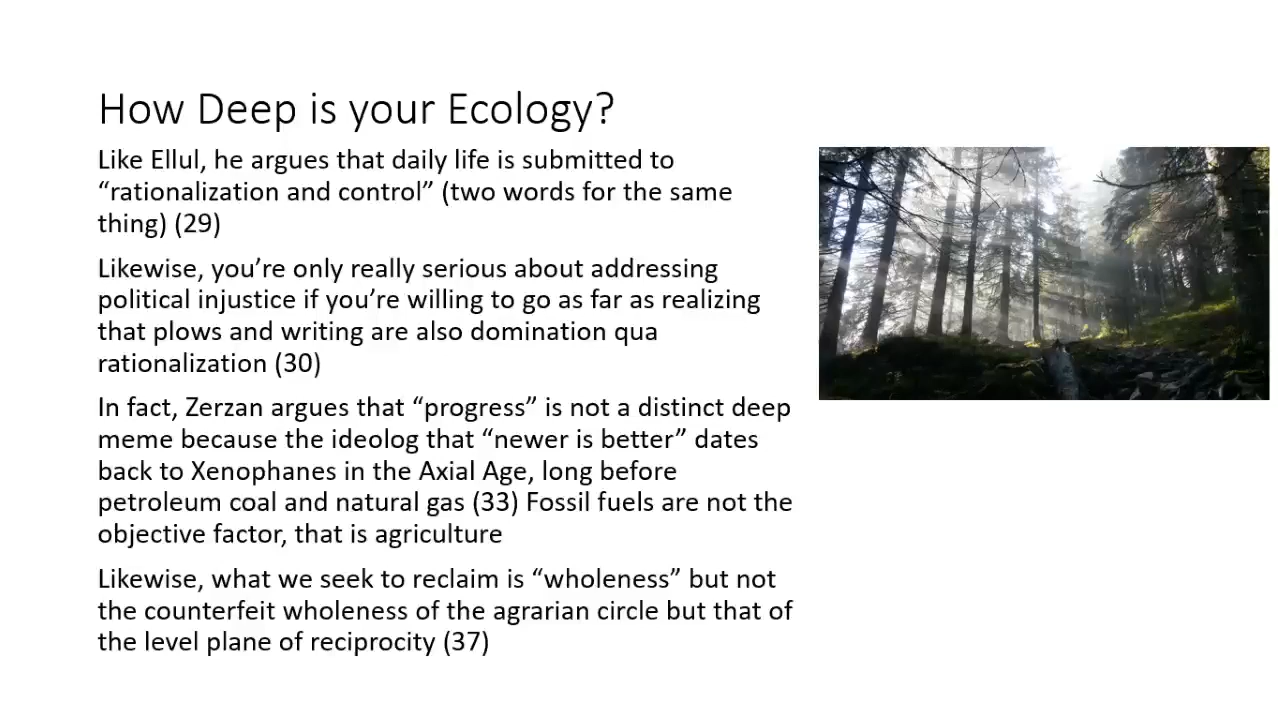 How Deep is your Ecology?
Like Ellul, he argues that daily life is submitted to
“rationalization and control” (two words for the same
thing) (29)
Likewise, you’re only really serious about addressing
political injustice if you’re willing to go as far as realizing
that plows and writing are also domination qua
rationalization (30)
In fact, Zerzan argues that “progress” is not a distinct deep
meme because the ideolog that “newer is better” dates
back to Xenophanes in the Axial Age, long before
petroleum coal and natural gas (33) Fossil fuels are not the
objective factor, that is agriculture
Likewise, what we seek to reclaim is “wholeness” but not
the counterfeit wholeness of the agrarian circle but that of
the level plane of reciprocity (37)